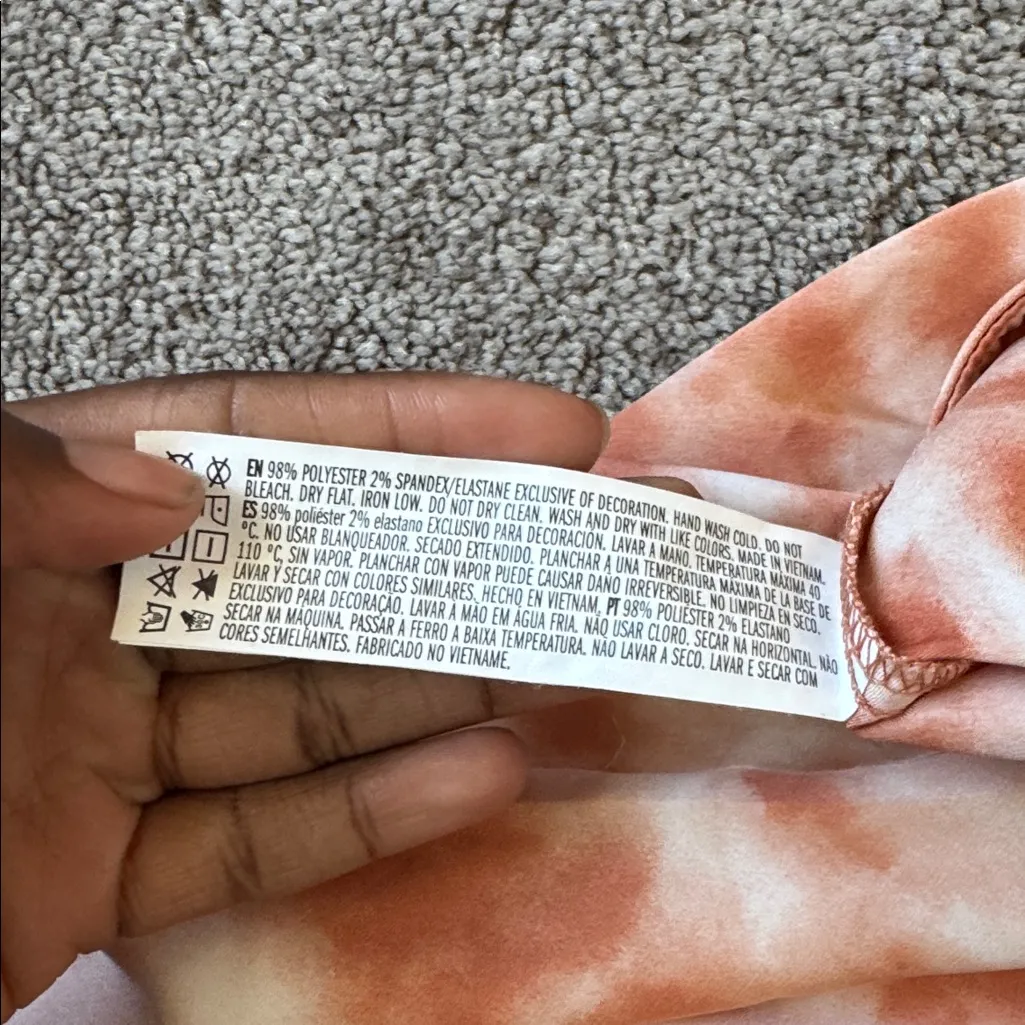 EN 98% POLYESTER 2% SPANDEX/ELASTANE EXCLUSIVE OF DECORATION. HAND WASH COLD. DO NOT
BLEACH. DRY FLAT. IRON LOW. DO NOT DRY CLEAN. WASH AND DRY WITH LIKE COLORS. MADE IN VIETNAM.
ES 98% poliéster 2% elastano EXCLUSIVO PARA DECORACIÓN. LAVAR A MANO. TEMPERATURA MÁXIMA 40
°C. NO USAR BLANQUEADOR. SECADO EXTENDIDO. PLANCHAR A UNA TEMPERATURA MÁXIMA DE LA BASE DE
110 °C, SIN VAPOR. PLANCHAR CON VAPOR PUEDE CAUSAR DAÑO IRREVERSIBLE. NO LIMPIEZA EN SECO.
LAVAR Y SECAR CON COLORES SIMILARES. HECHO EN VIETNAM. PT 98% POLIÉSTER 2% ELASTANO
EXCLUSIVO PARA DECORAÇÃO. LAVAR À MÃO EM ÁGUA FRIA. NÃO USAR CLORO. SECAR NA HORIZONTAL. NÃO
SECAR NA MÁQUINA. PASSAR A FERRO A BAIXA TEMPERATURA. NÃO LAVAR A SECO. LAVAR E SECAR COM
CORES SEMELHANTES. FABRICADO NO VIETNAME.